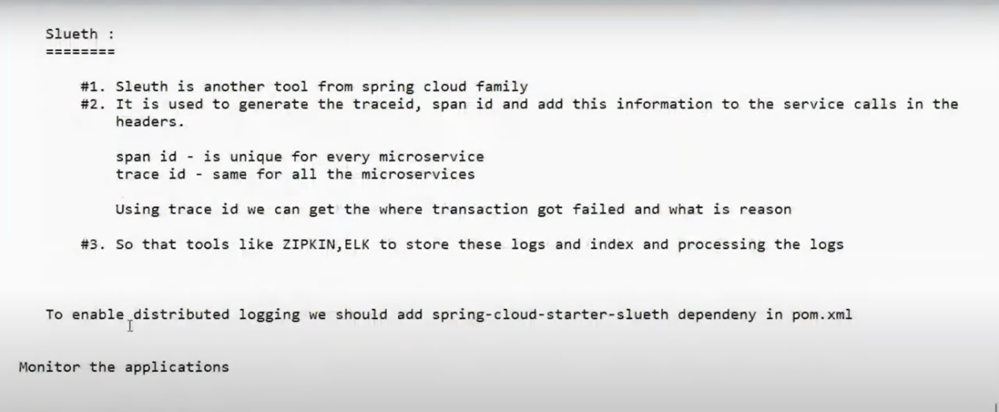 Slueth :
========
#1. Sleuth is another tool from spring cloud family
#2. It is used to generate the traceid, span id and add this information to the service calls in the
headers.
span id - is unique for every microservice
trace id - same for all the microservices
Using trace id we can get the where transaction got failed and what is reason
#3. So that tools like ZIPKIN,ELK to store these logs and index and processing the logs
To enable distributed logging we should add spring-cloud-starter-slueth dependeny in pom.xml
Monitor the applications